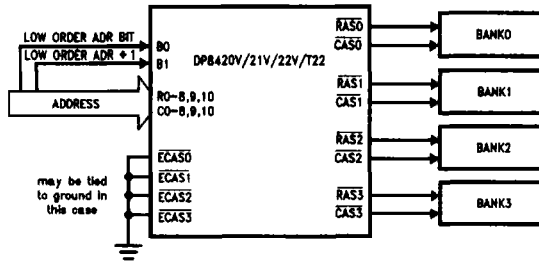 LOW ORDER ADR BIT
LOW ORDER ADR + 1
ADDRESS
B0
B1
R0-8,9,10
C0-8,9,10
DP8420V/21V/22V/T22
ECAS0
ECAS1
ECAS2
ECAS3
may be tied
to ground in
this case
RAS0
CAS0
BANK0
RAS1
CAS1
BANK1
RAS2
CAS2
BANK2
RAS3
CAS3
BANK3